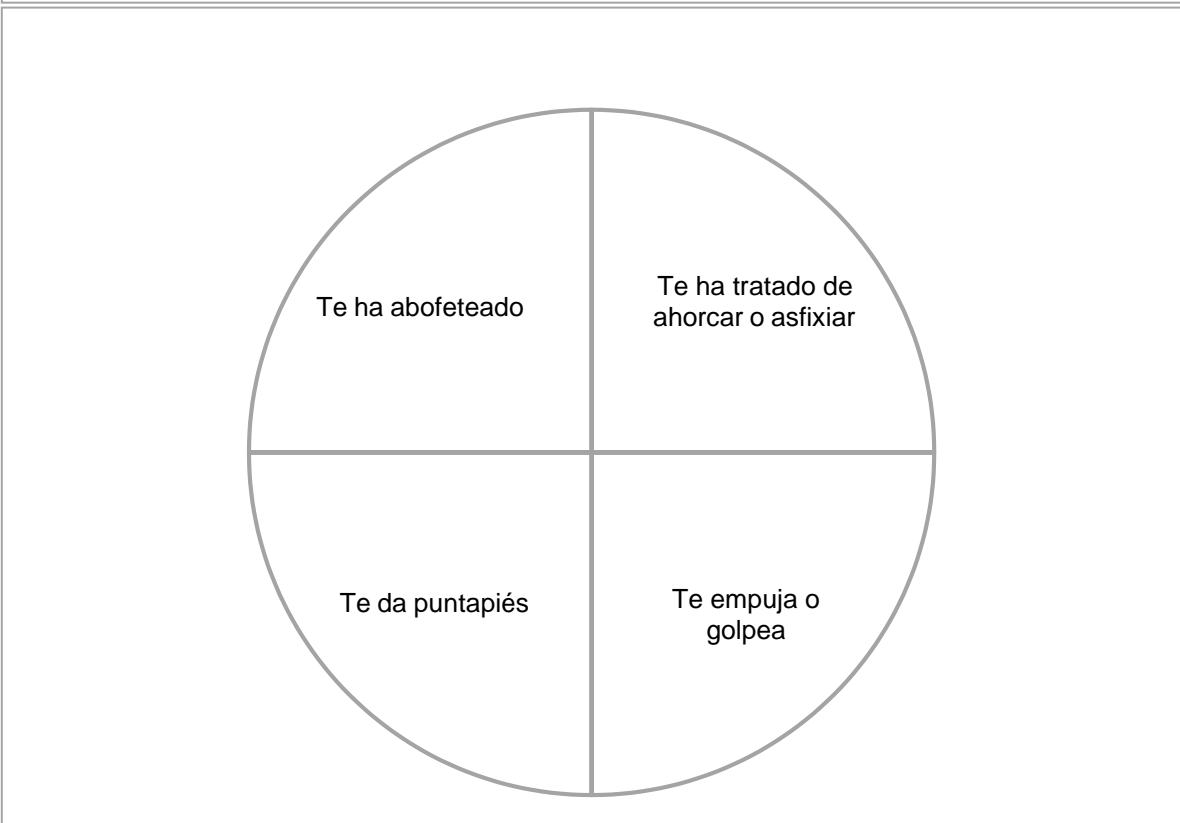 Te ha abofeteado
Te ha tratado de
ahorcar o asfixiar
Te da puntapiés
Te empuja o
golpea